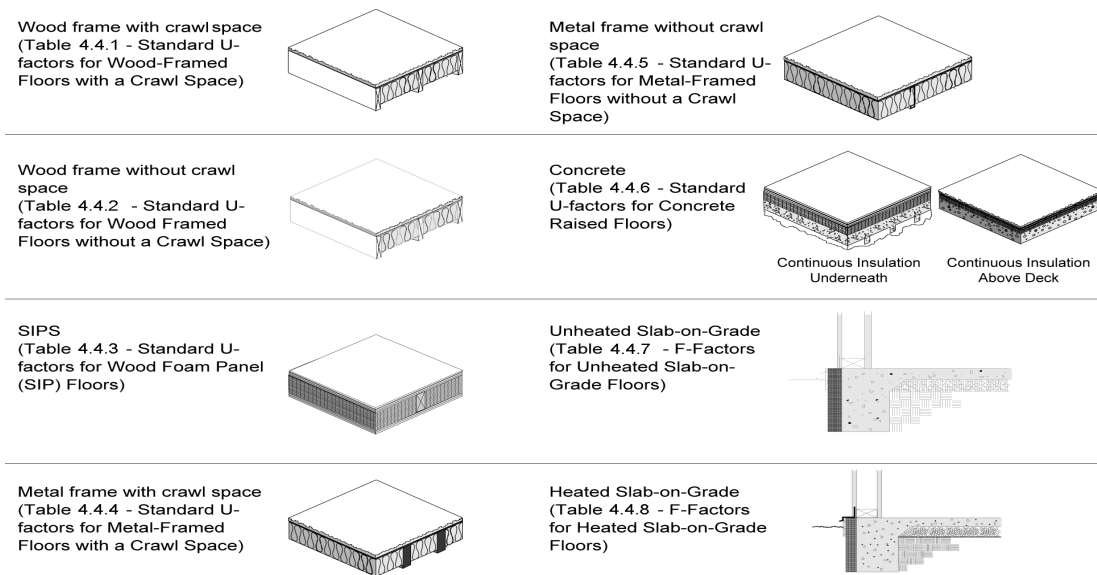 Wood frame with crawl space
(Table 4.4.1 - Standard U-
factors for Wood-Framed
Floors with a Crawl Space)
Metal frame without crawl
space
(Table 4.4.5 - Standard U-
factors for Metal-Framed
Floors without a Crawl
Space)
Wood frame without crawl
space
(Table 4.4.2 - Standard U-
factors for Wood Framed
Floors without a Crawl Space)
Concrete
(Table 4.4.6 - Standard
U-factors for Concrete
Raised Floors)
Continuous Insulation
Underneath
Continuous Insulation
Above Deck
SIPS
(Table 4.4.3 - Standard U-
factors for Wood Foam Panel
(SIP) Floors)
Unheated Slab-on-Grade
(Table 4.4.7 - F-Factors
for Unheated Slab-on-
Grade Floors)
Metal frame with crawl space
(Table 4.4.4 - Standard U-
factors for Metal-Framed
Floors with a Crawl Space)
Heated Slab-on-Grade
(Table 4.4.8 - F-Factors
for Heated Slab-on-Grade
Floors)